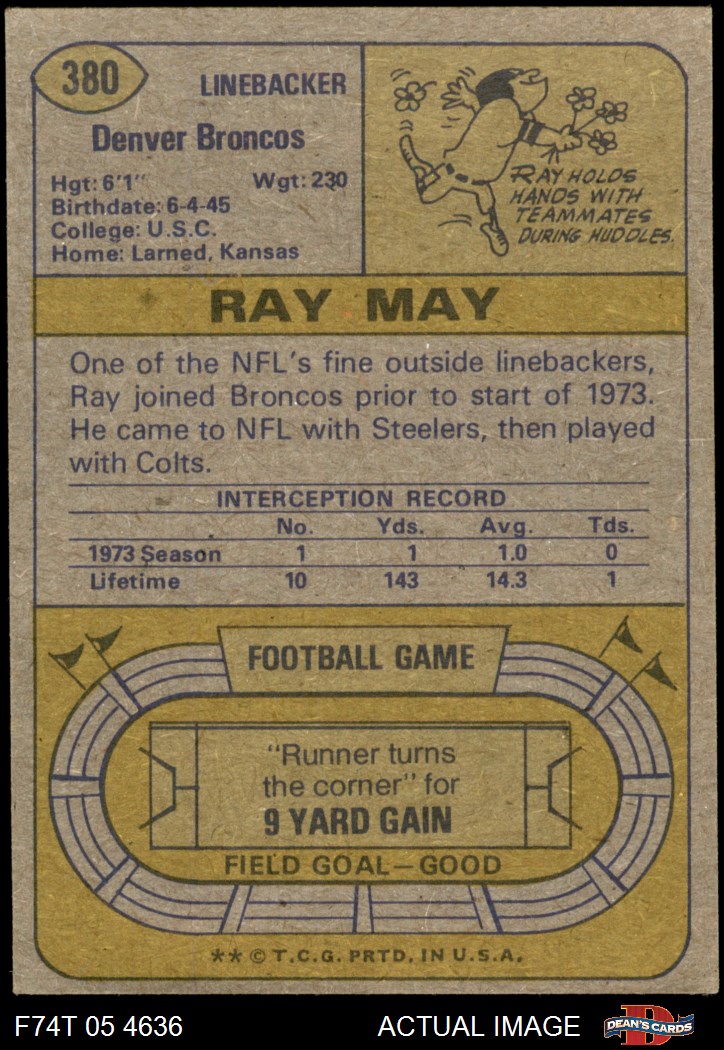 380
LINEBACKER
Denver Broncos
Hgt: 6'1" Wgt: 230
Birthdate: 6-4-45
College: U.S.C.
Home: Larned, Kansas
RAY HOLDS
HANDS WITH
TEAMMATES
DURING HUDDLES.
RAY MAY
One of the NFL's fine outside linebackers,
Ray joined Broncos prior to start of 1973.
He came to NFL with Steelers, then played
with Colts.
INTERCEPTION RECORD
No. Yds. Avg. Tds.
1973 Season 1 1 1.0 0
Lifetime 10 143 14.3 1
FOOTBALL GAME
"Runner turns
the corner" for
9 YARD GAIN
FIELD GOAL—GOOD
** © T.C.G. PRTD. IN U.S.A.
F74T 05 4636 ACTUAL IMAGE
D
DEAN'S CARDS